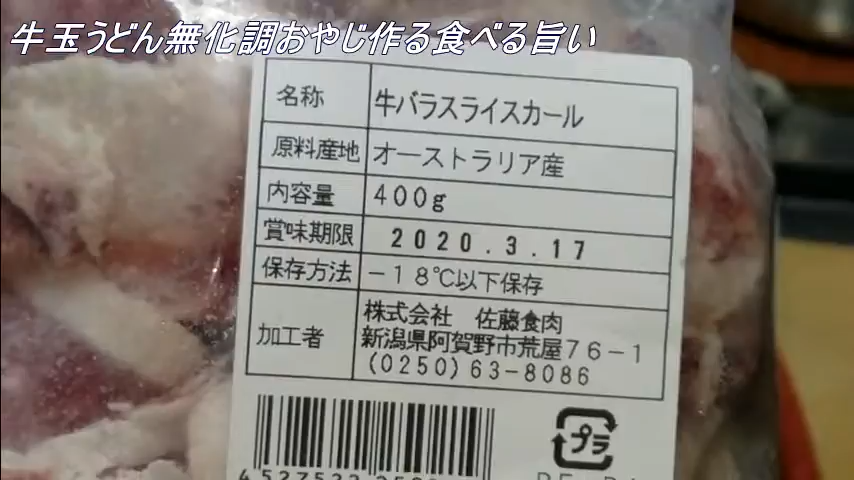 牛玉うどん無化調おやじ作る食べる旨い
名称 牛バラスライスカール
原料産地 オーストラリア産
内容量 400g
賞味期限 2020.3.17
保存方法 －18℃以下保存
加工者 株式会社 佐藤食肉
新潟県阿賀野市荒屋76－1
(0250)63－8086
プラ